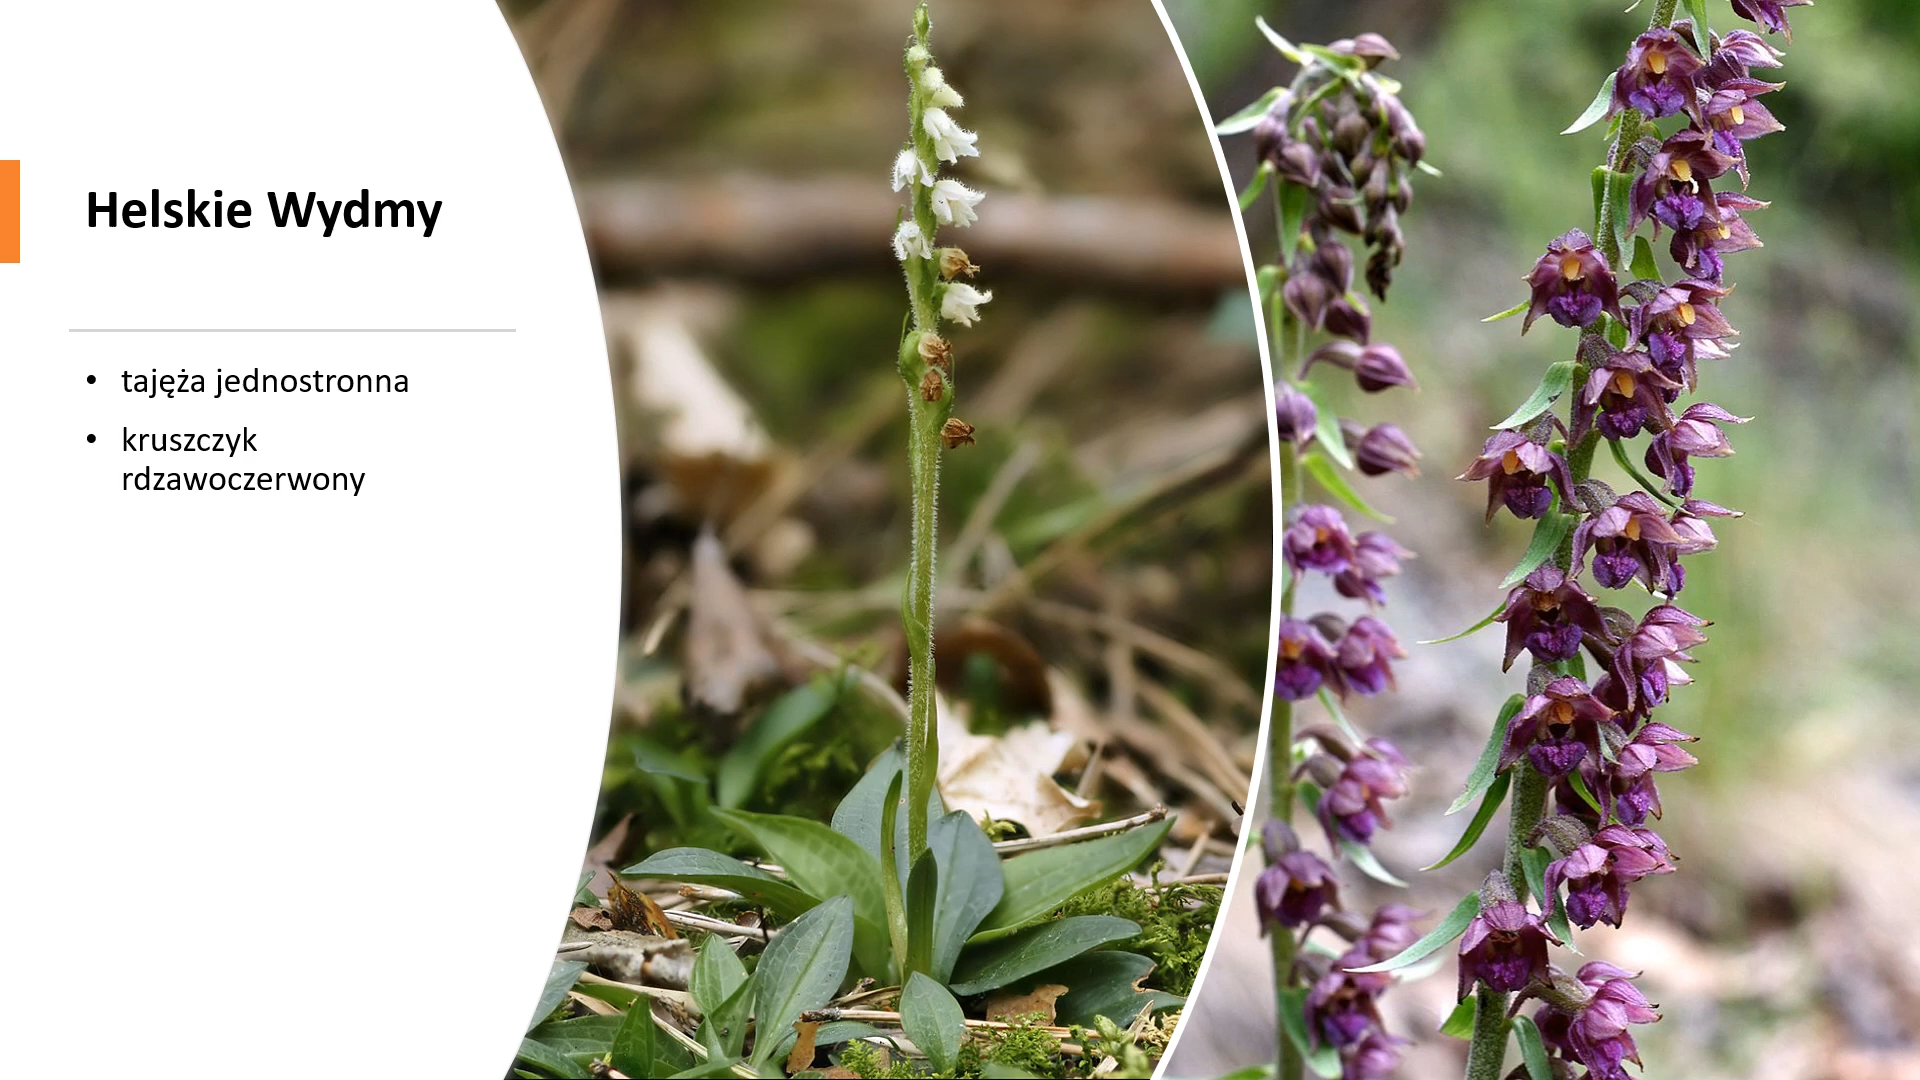 Helskie Wydmy
• tajęża jednostronna
• kruszczyk
rdzawoczerwony